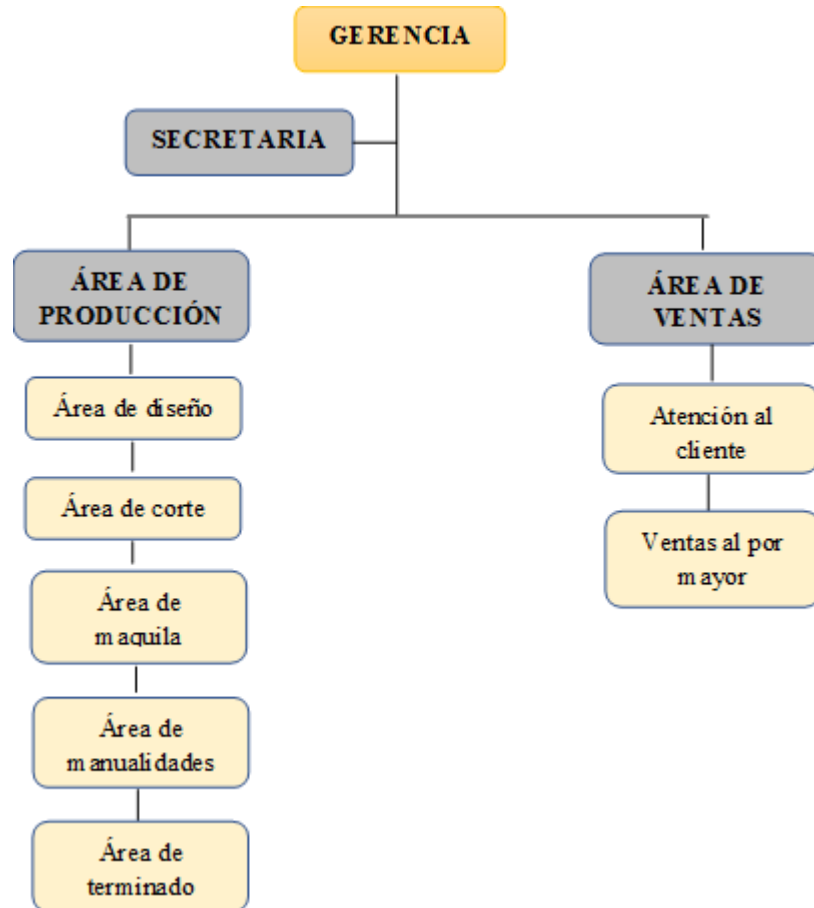 GERENCIA
SECRETARIA
ÁREA DE
PRODUCCIÓN
Área de diseño
Área de corte
Área de
maquila
Área de
manualidades
Área de
terminado
ÁREA DE
VENTAS
Atención al
cliente
Ventas al por
mayor